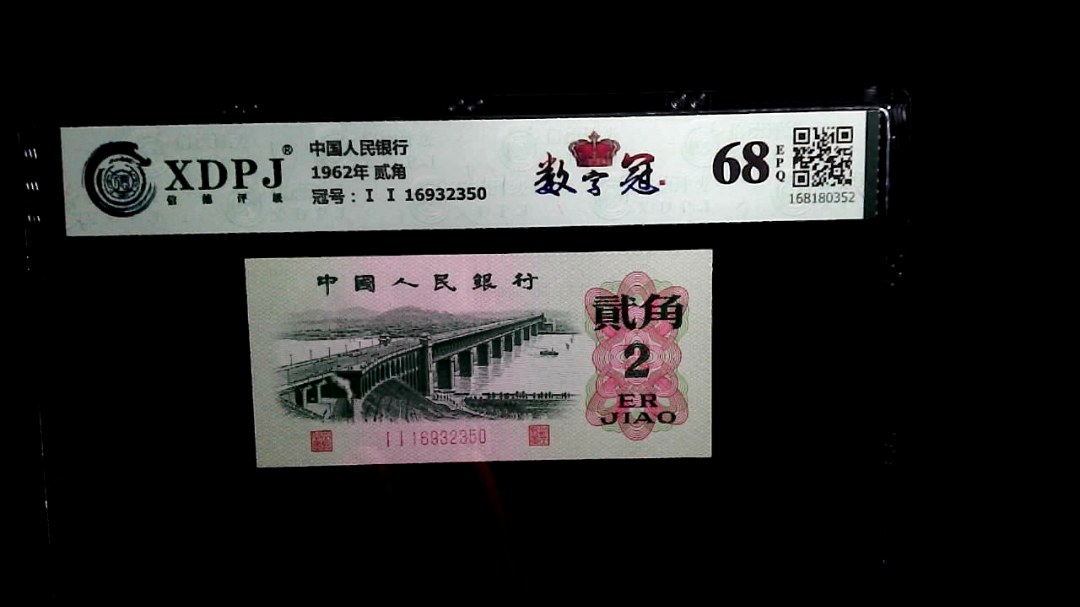 XDPJ®
信德评级
中国人民银行
1962年 贰角
冠号：I I 16932350
数字冠
68 EPQ
168180352
中國人民銀行
貳角
2
ER
JIAO
I I 16932350